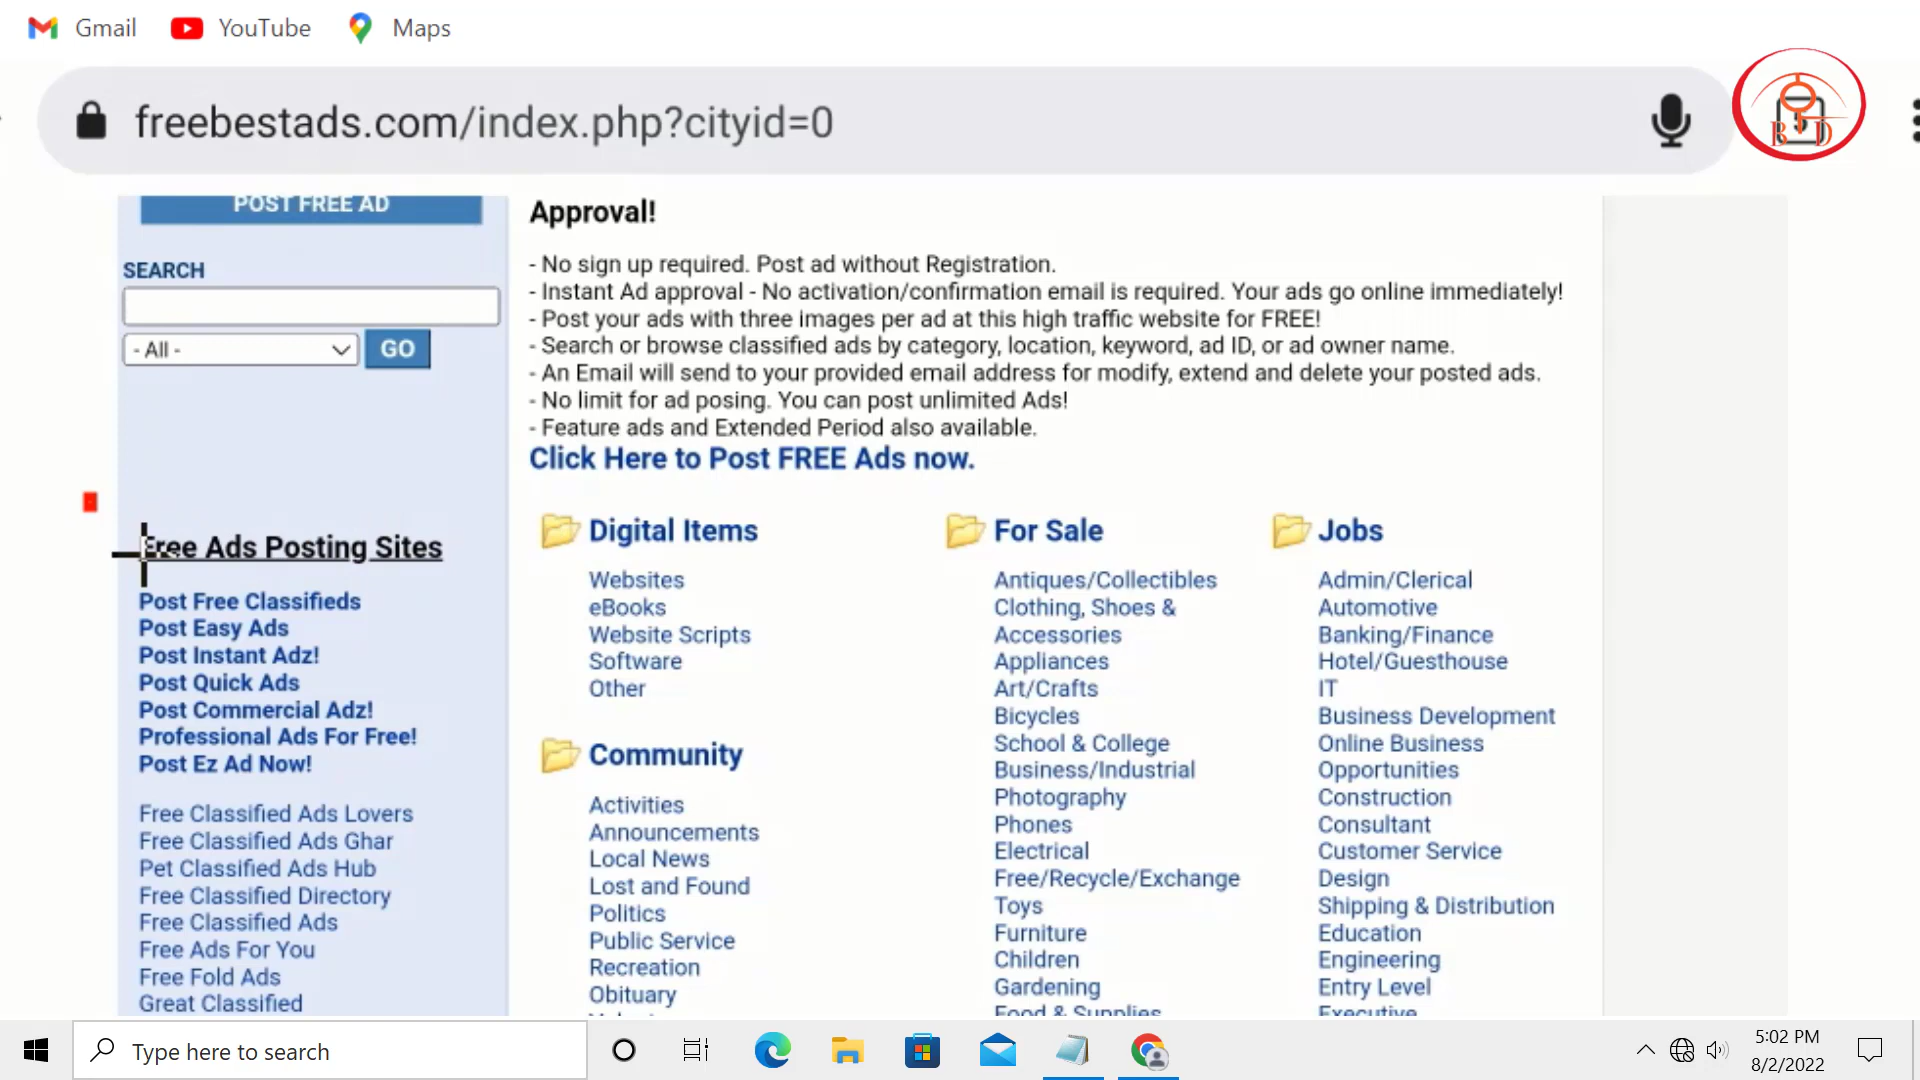 Gmail YouTube Maps
freebestads.com/index.php?cityid=0
B D
POST FREE AD
SEARCH
- All -
GO
Free Ads Posting Sites
Post Free Classifieds
Post Easy Ads
Post Instant Adz!
Post Quick Ads
Post Commercial Adz!
Professional Ads For Free!
Post Ez Ad Now!
Free Classified Ads Lovers
Free Classified Ads Ghar
Pet Classified Ads Hub
Free Classified Directory
Free Classified Ads
Free Ads For You
Free Fold Ads
Great Classified
Approval!
- No sign up required. Post ad without Registration.
- Instant Ad approval - No activation/confirmation email is required. Your ads go online immediately!
- Post your ads with three images per ad at this high traffic website for FREE!
- Search or browse classified ads by category, location, keyword, ad ID, or ad owner name.
- An Email will send to your provided email address for modify, extend and delete your posted ads.
- No limit for ad posing. You can post unlimited Ads!
- Feature ads and Extended Period also available.
Click Here to Post FREE Ads now.
Digital Items
Websites
eBooks
Website Scripts
Software
Other
Community
Activities
Announcements
Local News
Lost and Found
Politics
Public Service
Recreation
Obituary
For Sale
Antiques/Collectibles
Clothing, Shoes &
Accessories
Appliances
Art/Crafts
Bicycles
School & College
Business/Industrial
Photography
Phones
Electrical
Free/Recycle/Exchange
Toys
Furniture
Children
Gardening
Food & Supplies
Jobs
Admin/Clerical
Automotive
Banking/Finance
Hotel/Guesthouse
IT
Business Development
Online Business
Opportunities
Construction
Consultant
Customer Service
Design
Shipping & Distribution
Education
Engineering
Entry Level
Executive
Type here to search
5:02 PM
8/2/2022